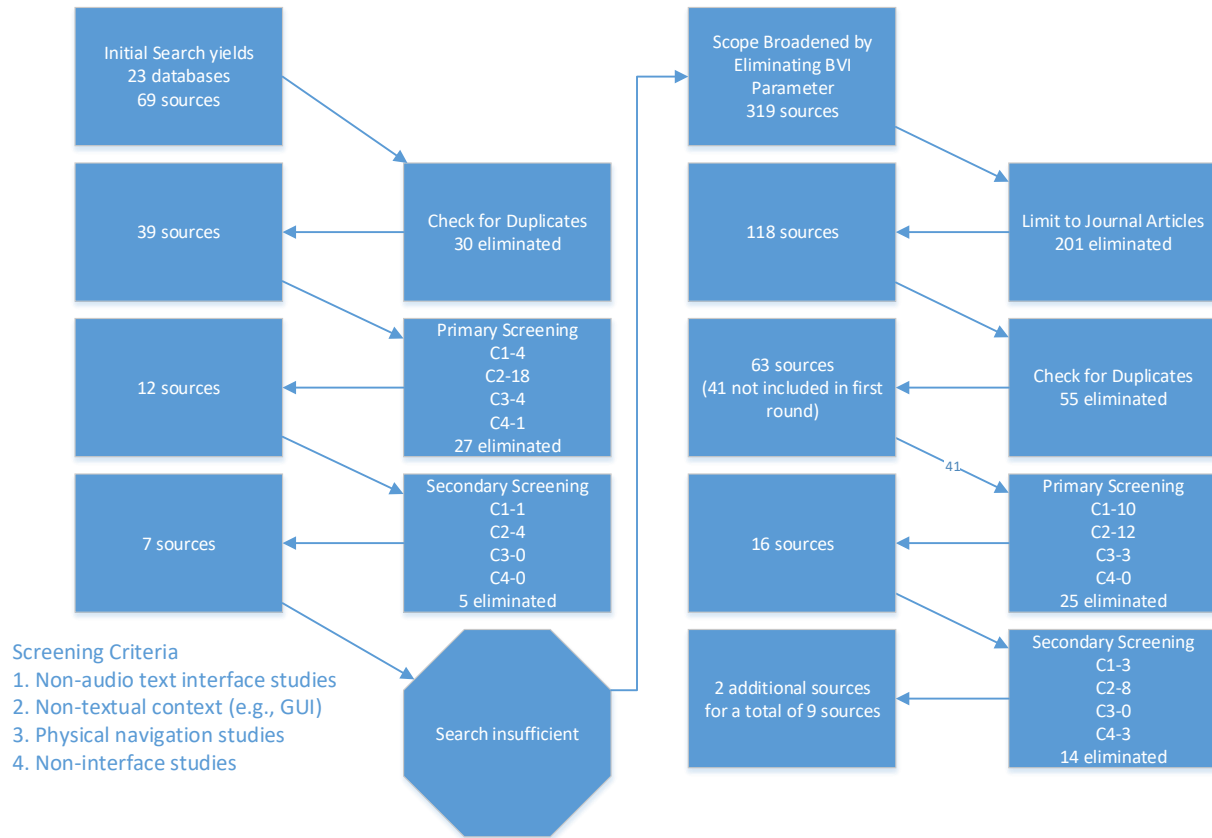 Initial Search yields
23 databases
69 sources
Check for Duplicates
30 eliminated
39 sources
Primary Screening
C1-4
C2-18
C3-4
C4-1
27 eliminated
12 sources
Secondary Screening
C1-1
C2-4
C3-0
C4-0
5 eliminated
7 sources
Search insufficient
Screening Criteria
1. Non-audio text interface studies
2. Non-textual context (e.g., GUI)
3. Physical navigation studies
4. Non-interface studies
Scope Broadened by
Eliminating BVI
Parameter
319 sources
Limit to Journal Articles
201 eliminated
118 sources
Check for Duplicates
55 eliminated
63 sources
(41 not included in first
round)
41
Primary Screening
C1-10
C2-12
C3-3
C4-0
25 eliminated
16 sources
Secondary Screening
C1-3
C2-8
C3-0
C4-3
14 eliminated
2 additional sources
for a total of 9 sources